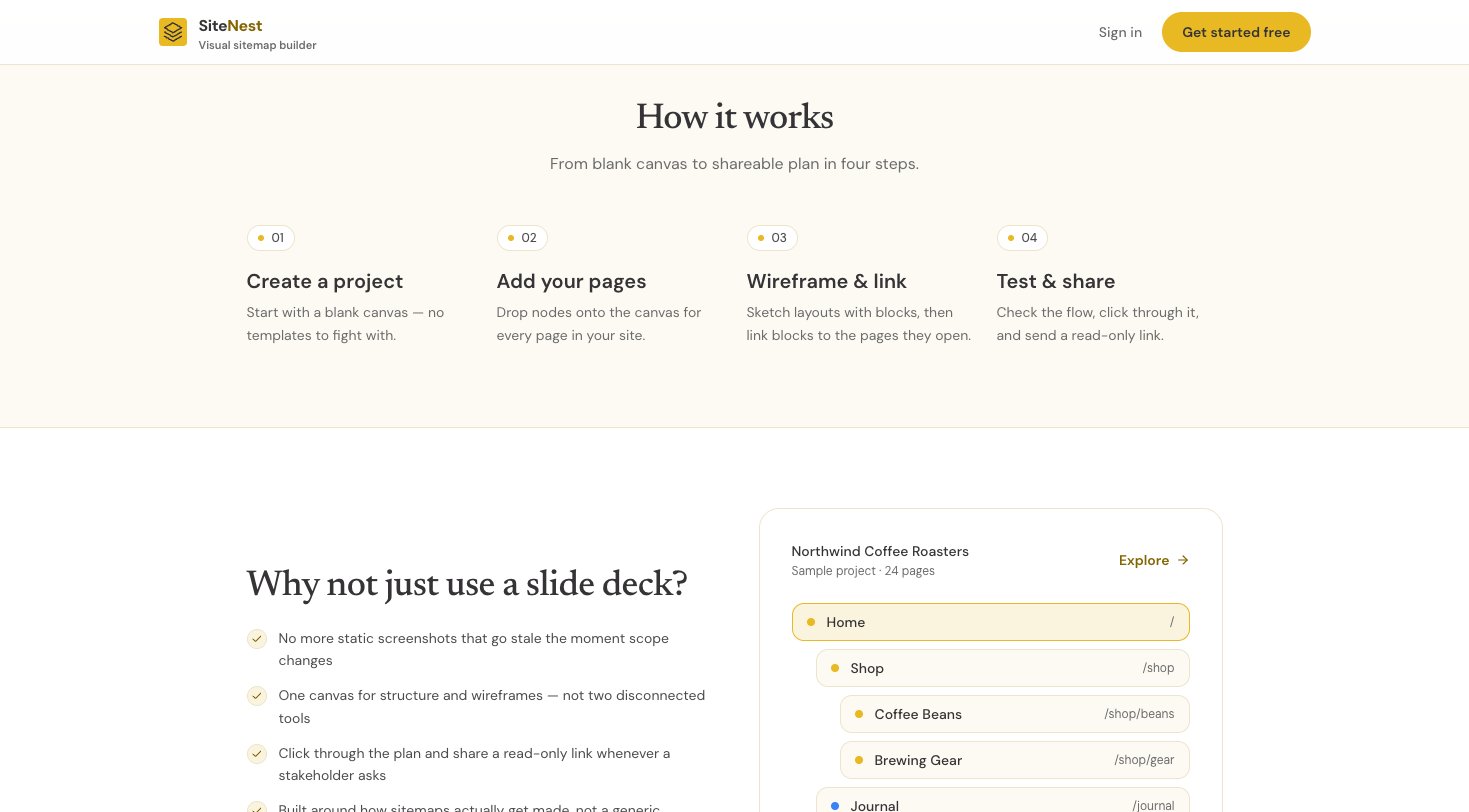 SiteNest
Visual sitemap builder
Sign in
Get started free
How it works
From blank canvas to shareable plan in four steps.
01
Create a project
Start with a blank canvas — no
templates to fight with.
02
Add your pages
Drop nodes onto the canvas for
every page in your site.
03
Wireframe & link
Sketch layouts with blocks, then
link blocks to the pages they open.
04
Test & share
Check the flow, click through it,
and send a read-only link.
Why not just use a slide deck?
No more static screenshots that go stale the moment scope
changes
One canvas for structure and wireframes — not two disconnected
tools
Click through the plan and share a read-only link whenever a
stakeholder asks
Built around how sitemaps actually get made, not a generic
Northwind Coffee Roasters
Sample project · 24 pages
Explore →
Home /
Shop /shop
Coffee Beans /shop/beans
Brewing Gear /shop/gear
Journal /journal